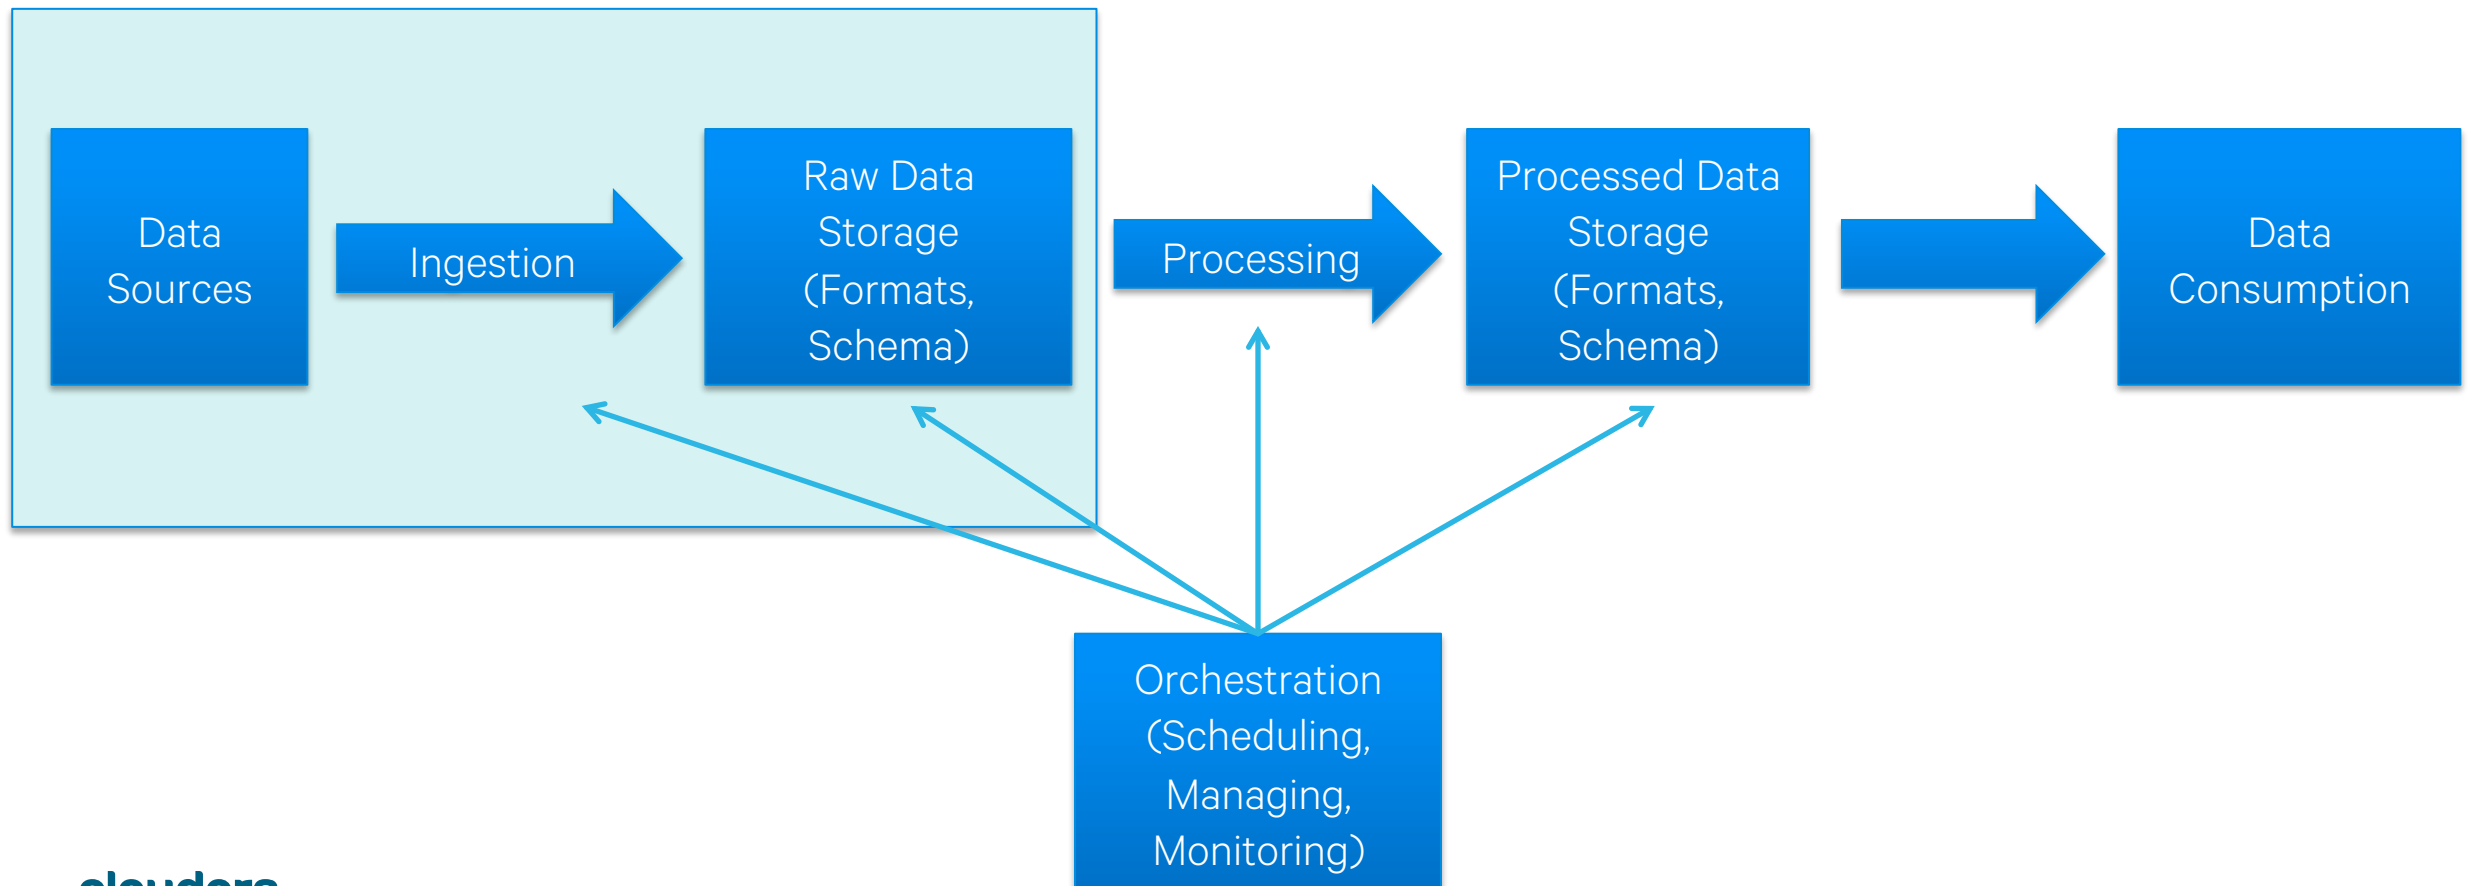 Data
Sources
Ingestion
Raw Data
Storage
(Formats,
Schema)
Processing
Processed Data
Storage
(Formats,
Schema)
Data
Consumption
Orchestration
(Scheduling,
Managing,
Monitoring)
cloudera